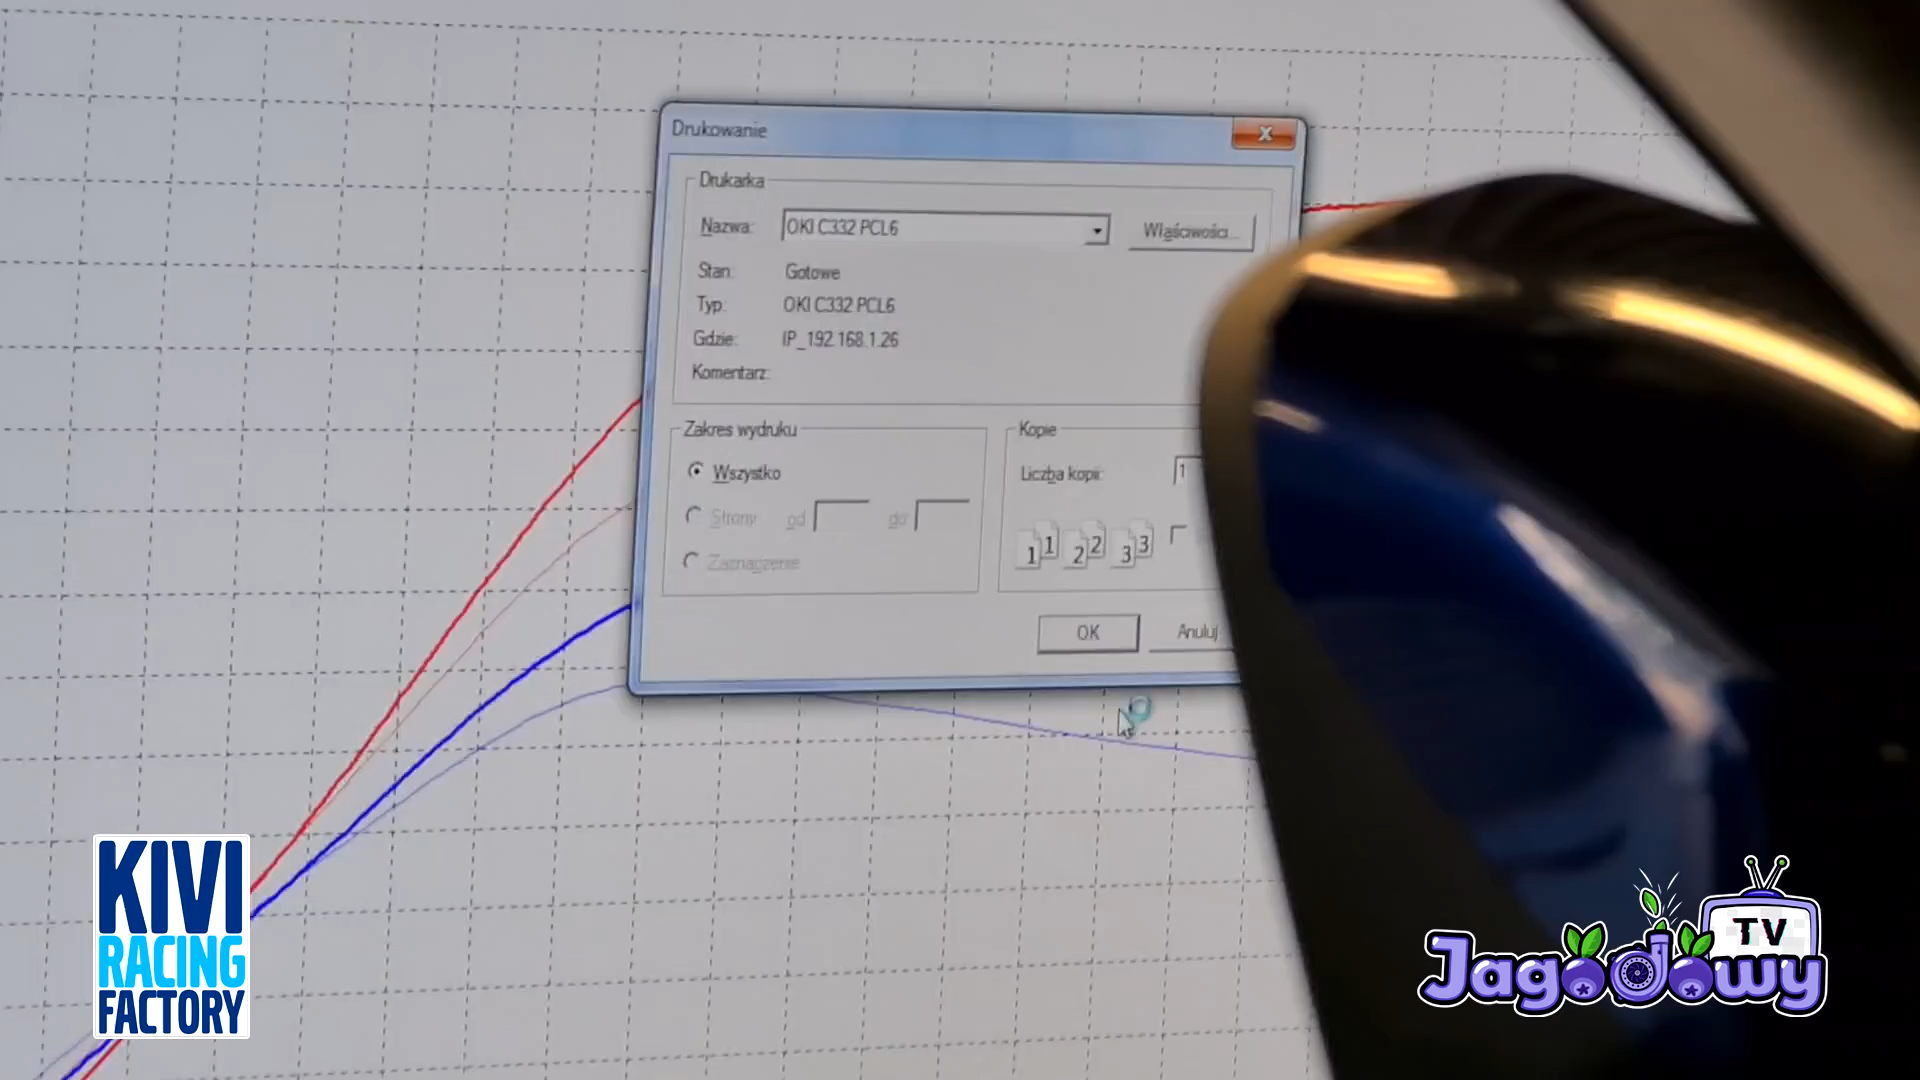 Drukowanie
Drukarka
Nazwa: OKI C332 PCL6 Właściwości...
Stan: Gotowe
Typ: OKI C332 PCL6
Gdzie: IP_192.168.1.26
Komentarz:
Zakres wydruku
Wszystko
Strony od do
Zaznaczenie
Kopie
Liczba kopii: 1
1 1 2 2 3 3
OK Anuluj
KIVI
RACING
FACTORY
Jagodowy
TV